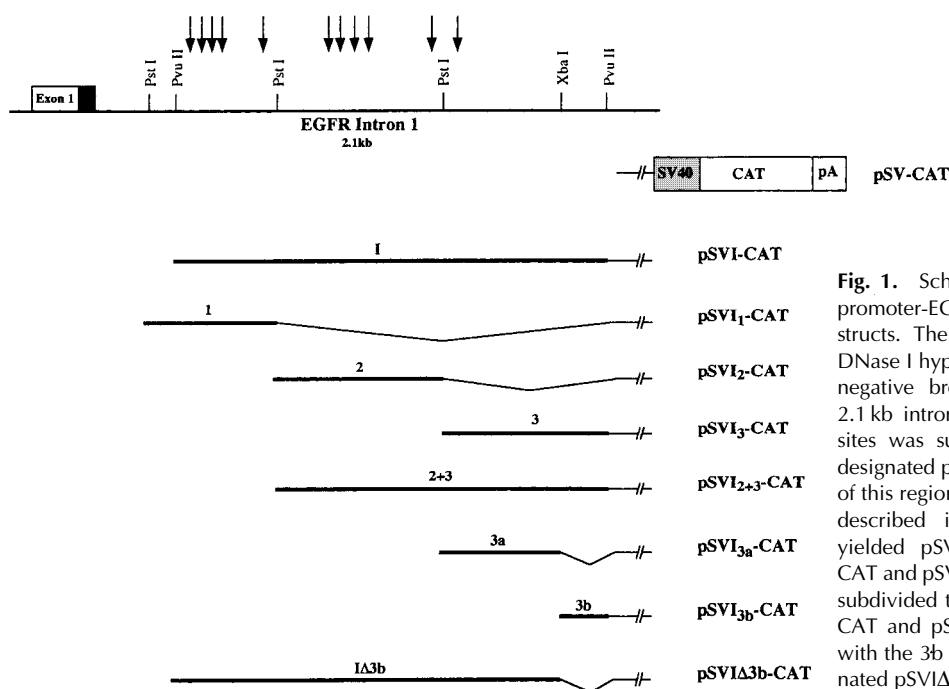 Pst I
Pvu II
Pst I
Pst I
Xba I
Pvu II
Exon 1
EGFR Intron 1
2.1kb
SV40 CAT pA pSV-CAT
I pSVI-CAT
1 pSVI₁-CAT
2 pSVI₂-CAT
3 pSVI₃-CAT
2+3 pSVI₂₊₃-CAT
3a pSVI₃ₐ-CAT
3b pSVI₃b-CAT
IΔ3b pSVIΔ3b-CAT
Fig. 1. Sch
promoter-EC
structs. The
DNase I hyp
negative bre
2.1 kb intron
sites was su
designated p
of this region
described i
yielded pSV
CAT and pSV
subdivided t
CAT and pS
with the 3b
nated pSVIΔ